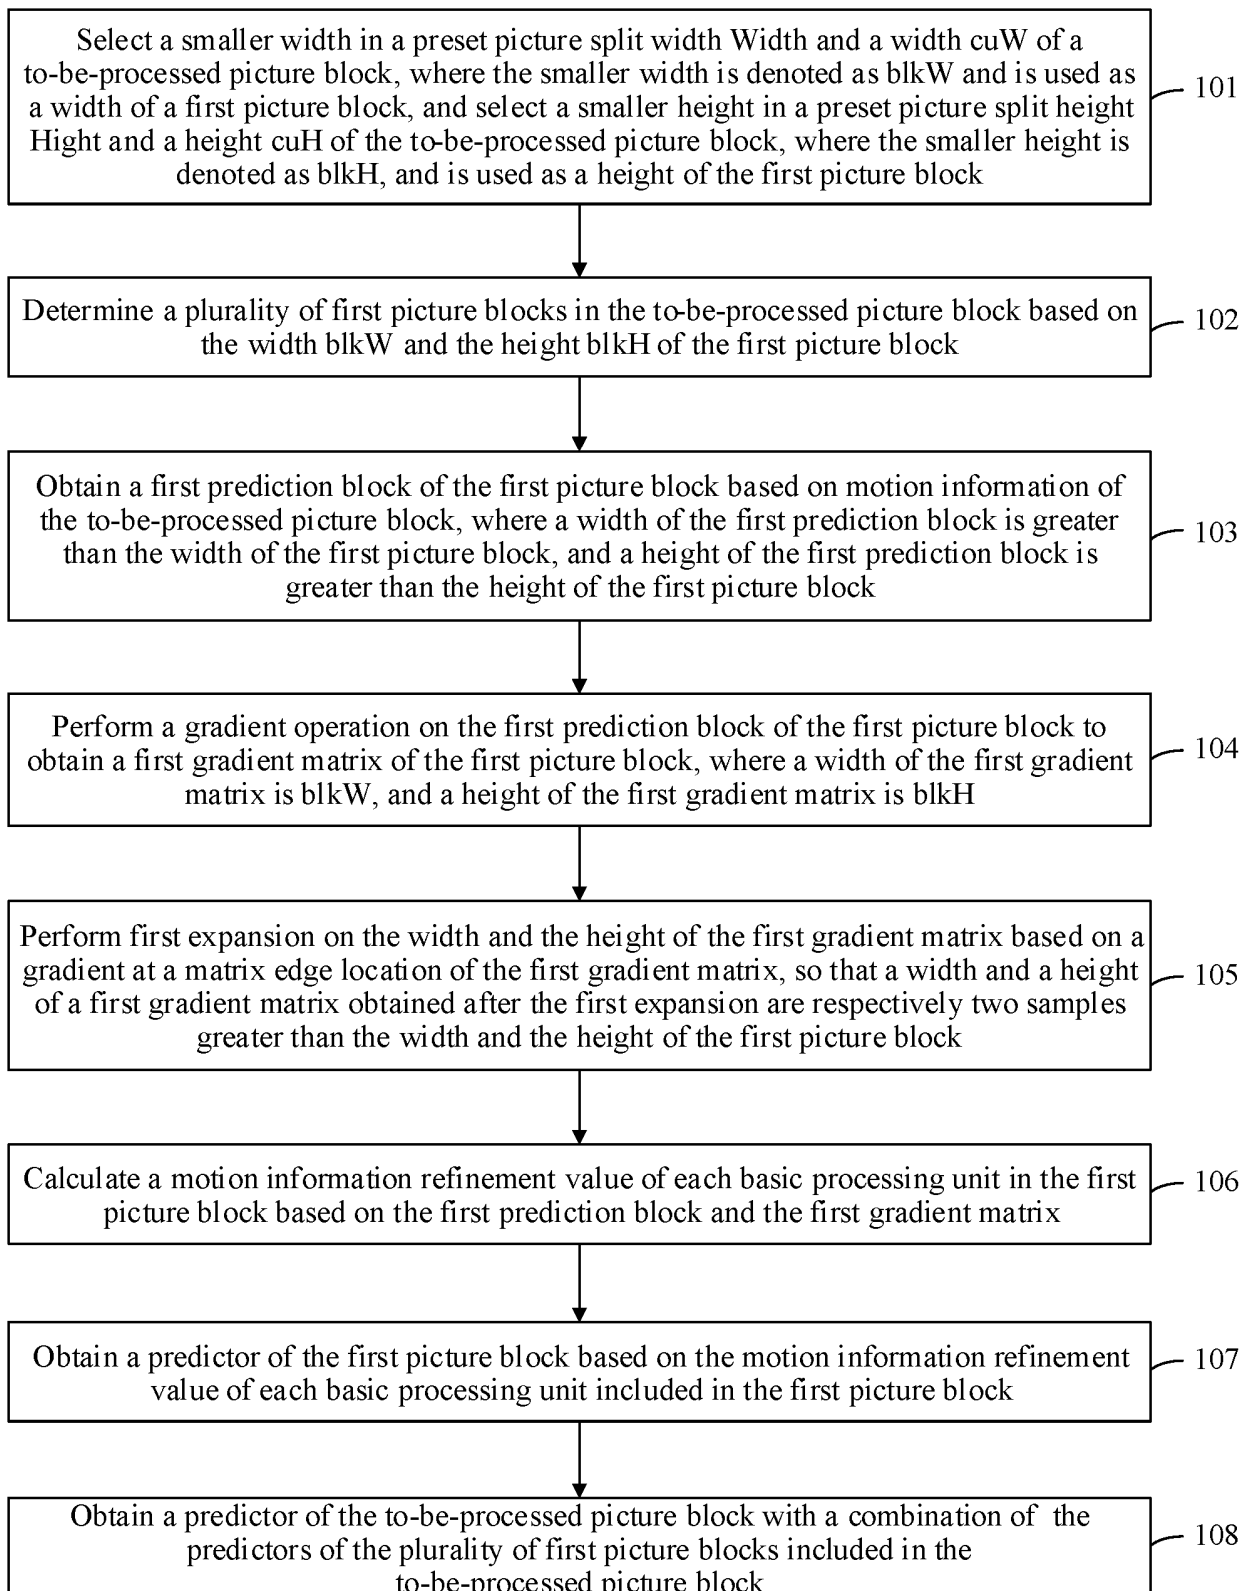 Select a smaller width in a preset picture split width Width and a width cuW of a
to-be-processed picture block, where the smaller width is denoted as blkW and is used as
a width of a first picture block, and select a smaller height in a preset picture split height
Hight and a height cuH of the to-be-processed picture block, where the smaller height is
denoted as blkH, and is used as a height of the first picture block
101
Determine a plurality of first picture blocks in the to-be-processed picture block based on
the width blkW and the height blkH of the first picture block
102
Obtain a first prediction block of the first picture block based on motion information of
the to-be-processed picture block, where a width of the first prediction block is greater
than the width of the first picture block, and a height of the first prediction block is
greater than the height of the first picture block
103
Perform a gradient operation on the first prediction block of the first picture block to
obtain a first gradient matrix of the first picture block, where a width of the first gradient
matrix is blkW, and a height of the first gradient matrix is blkH
104
Perform first expansion on the width and the height of the first gradient matrix based on a
gradient at a matrix edge location of the first gradient matrix, so that a width and a height
of a first gradient matrix obtained after the first expansion are respectively two samples
greater than the width and the height of the first picture block
105
Calculate a motion information refinement value of each basic processing unit in the first
picture block based on the first prediction block and the first gradient matrix
106
Obtain a predictor of the first picture block based on the motion information refinement
value of each basic processing unit included in the first picture block
107
Obtain a predictor of the to-be-processed picture block with a combination of the
predictors of the plurality of first picture blocks included in the
to-be-processed picture block
108